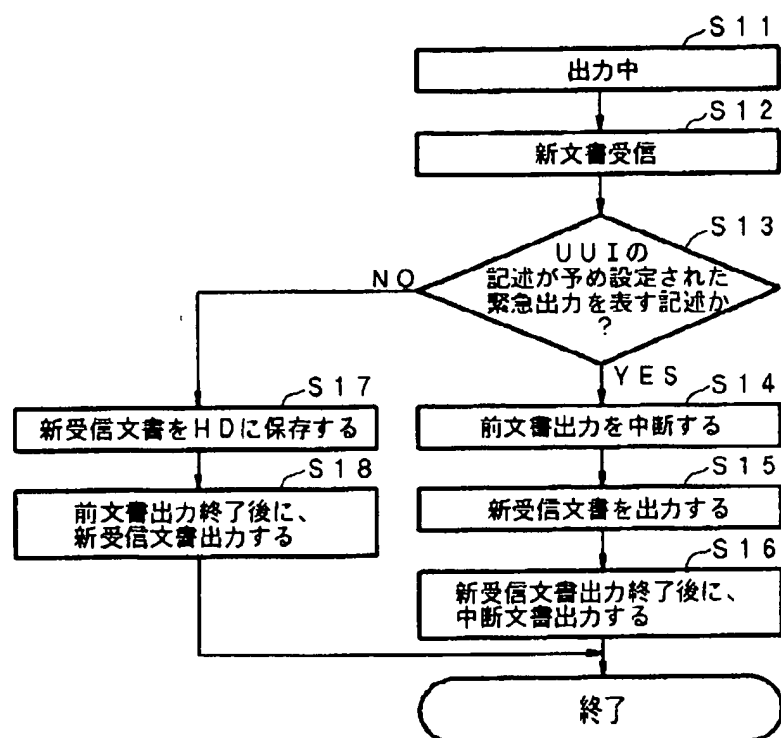 S11
出力中
S12
新文書受信
S13
UUIの
記述が予め設定された
緊急出力を表す記述か
?
NO
YES
S14
前文書出力を中断する
S15
新受信文書を出力する
S16
新受信文書出力終了後に、
中断文書出力する
S17
新受信文書をHDに保存する
S18
前文書出力終了後に、
新受信文書出力する
終了